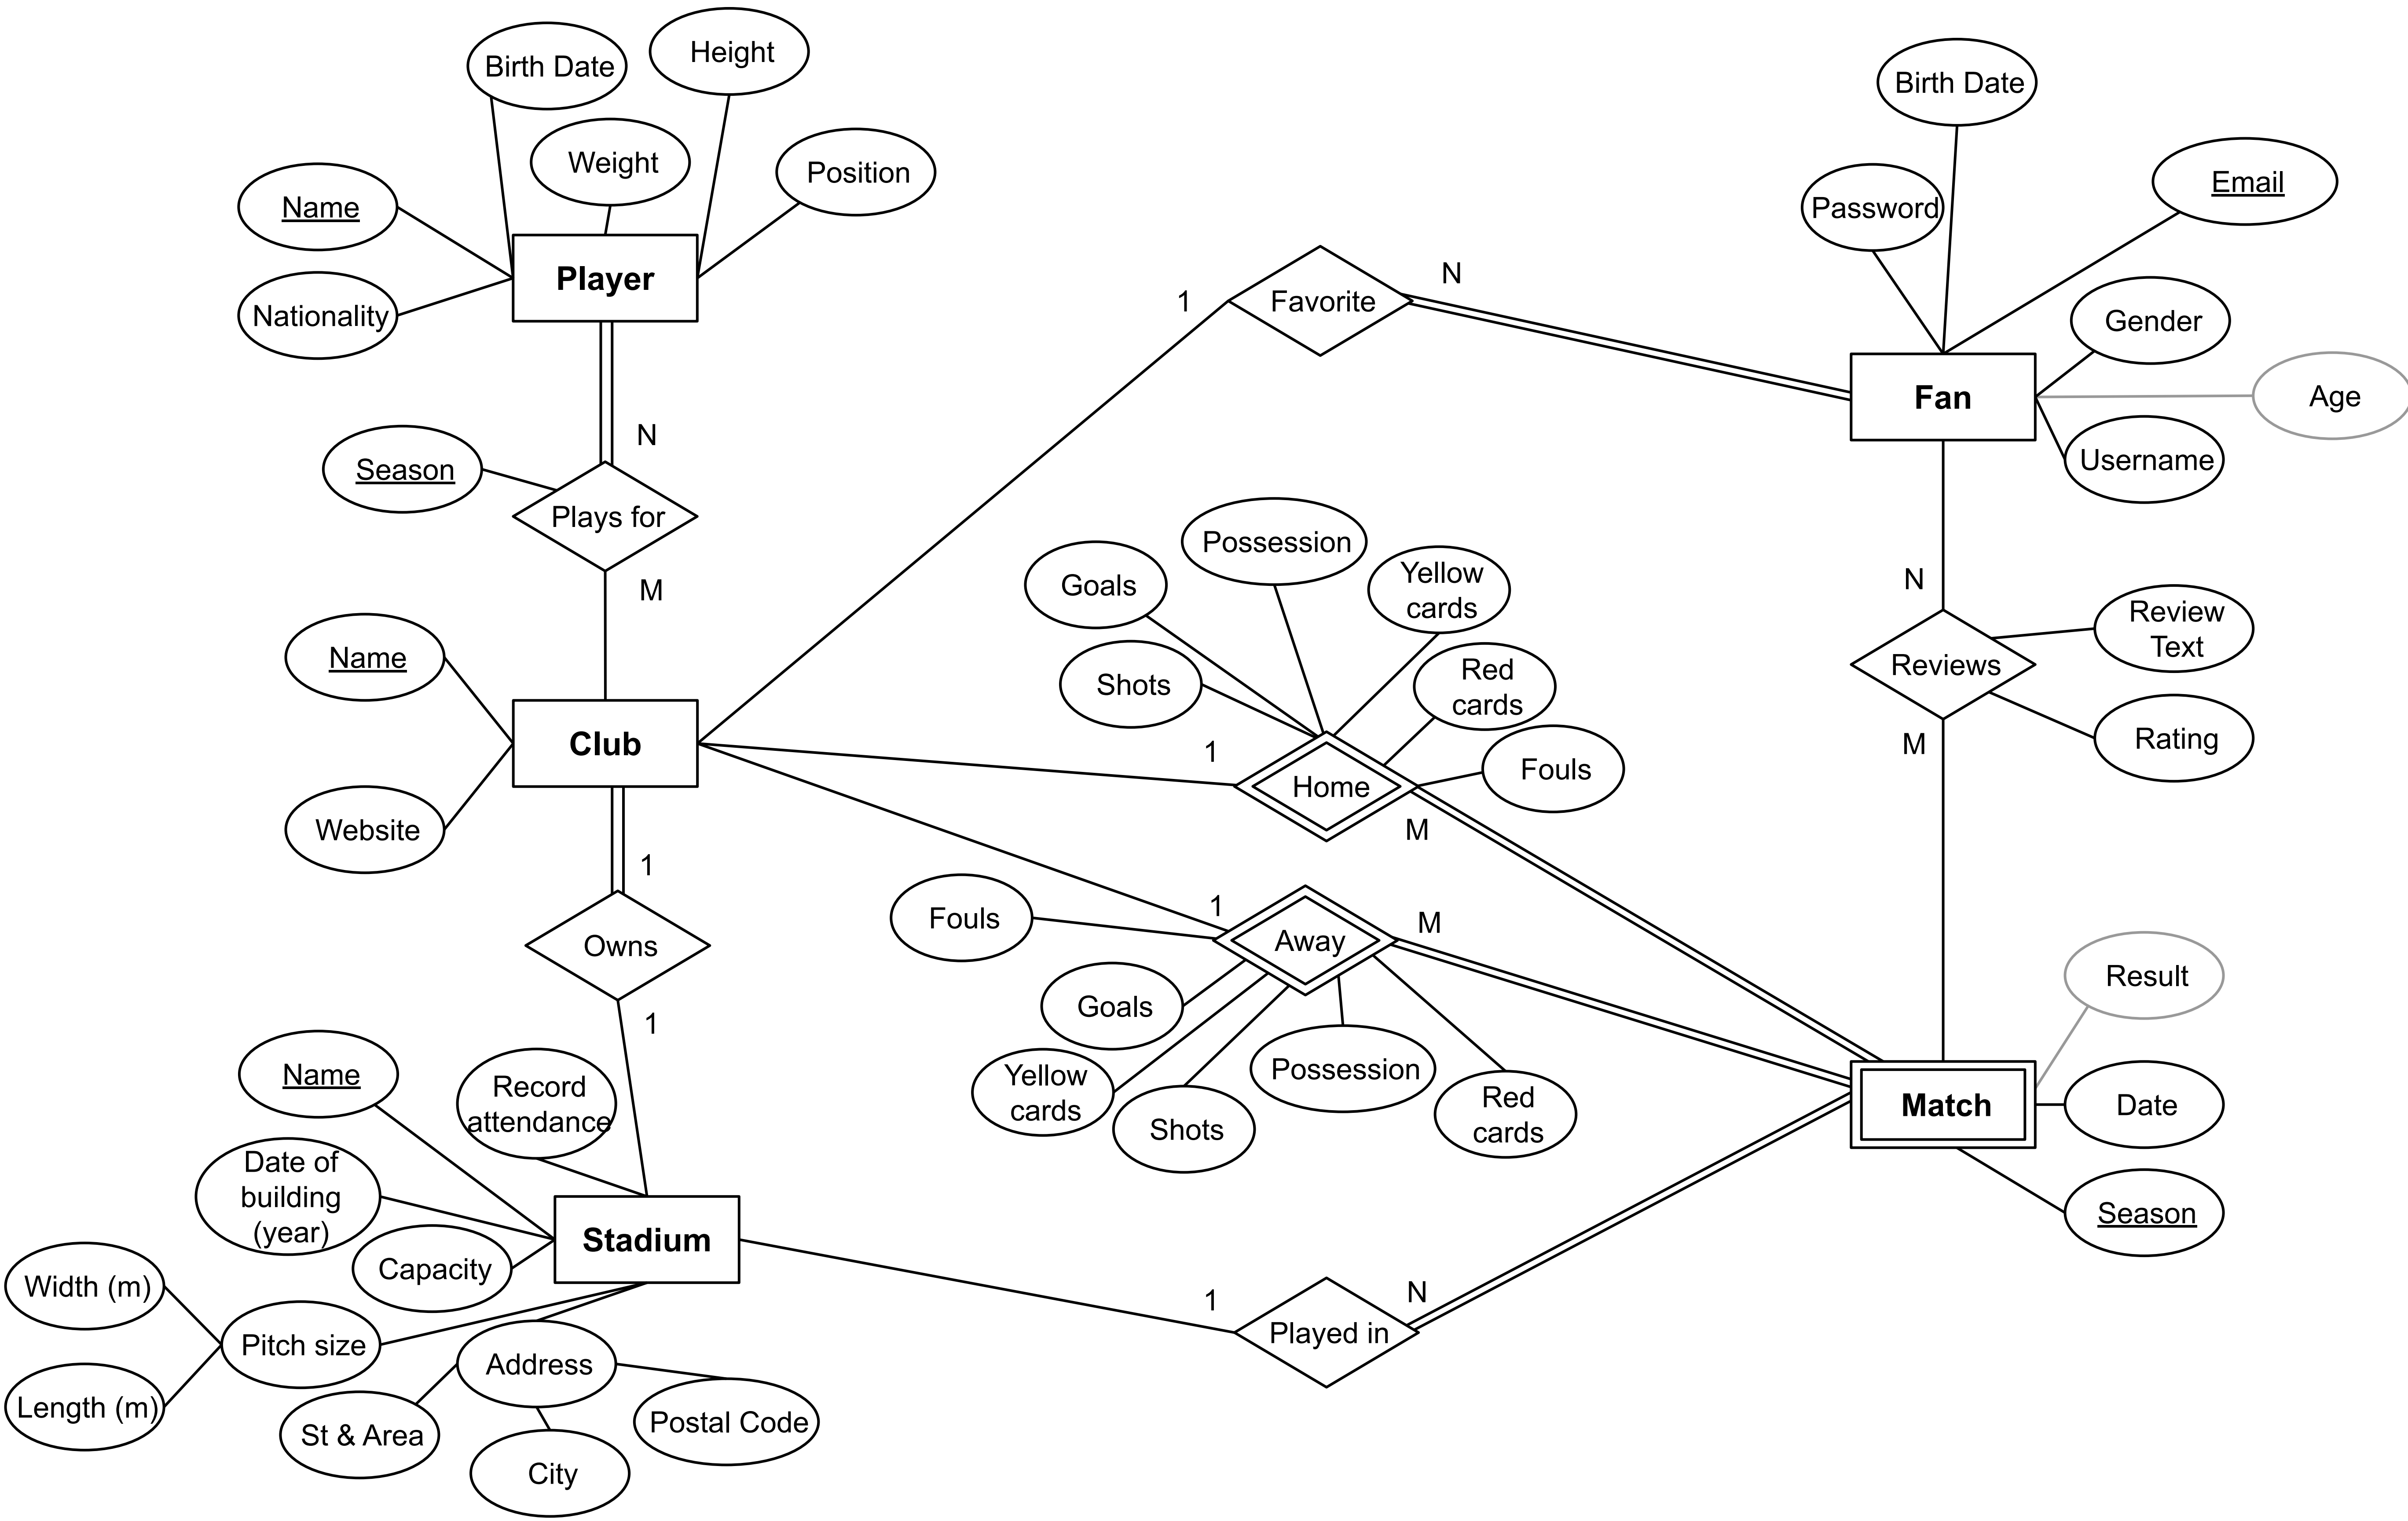 Birth Date
Height
Weight
Position
Name
Nationality
Player
N
Season
Plays for
M
Name
Website
Club
1
Owns
1
Name
Record
attendance
Date of
building
(year)
Capacity
Stadium
Width (m)
Length (m)
Pitch size
Address
St & Area
City
Postal Code
1
Favorite
N
Birth Date
Password
Email
Gender
Age
Username
Fan
N
Reviews
Review
Text
Rating
M
Possession
Goals
Yellow
cards
Shots
Red
cards
Fouls
1
Home
M
1
Away
M
Fouls
Goals
Yellow
cards
Shots
Possession
Red
cards
Match
Result
Date
Season
1
Played in
N